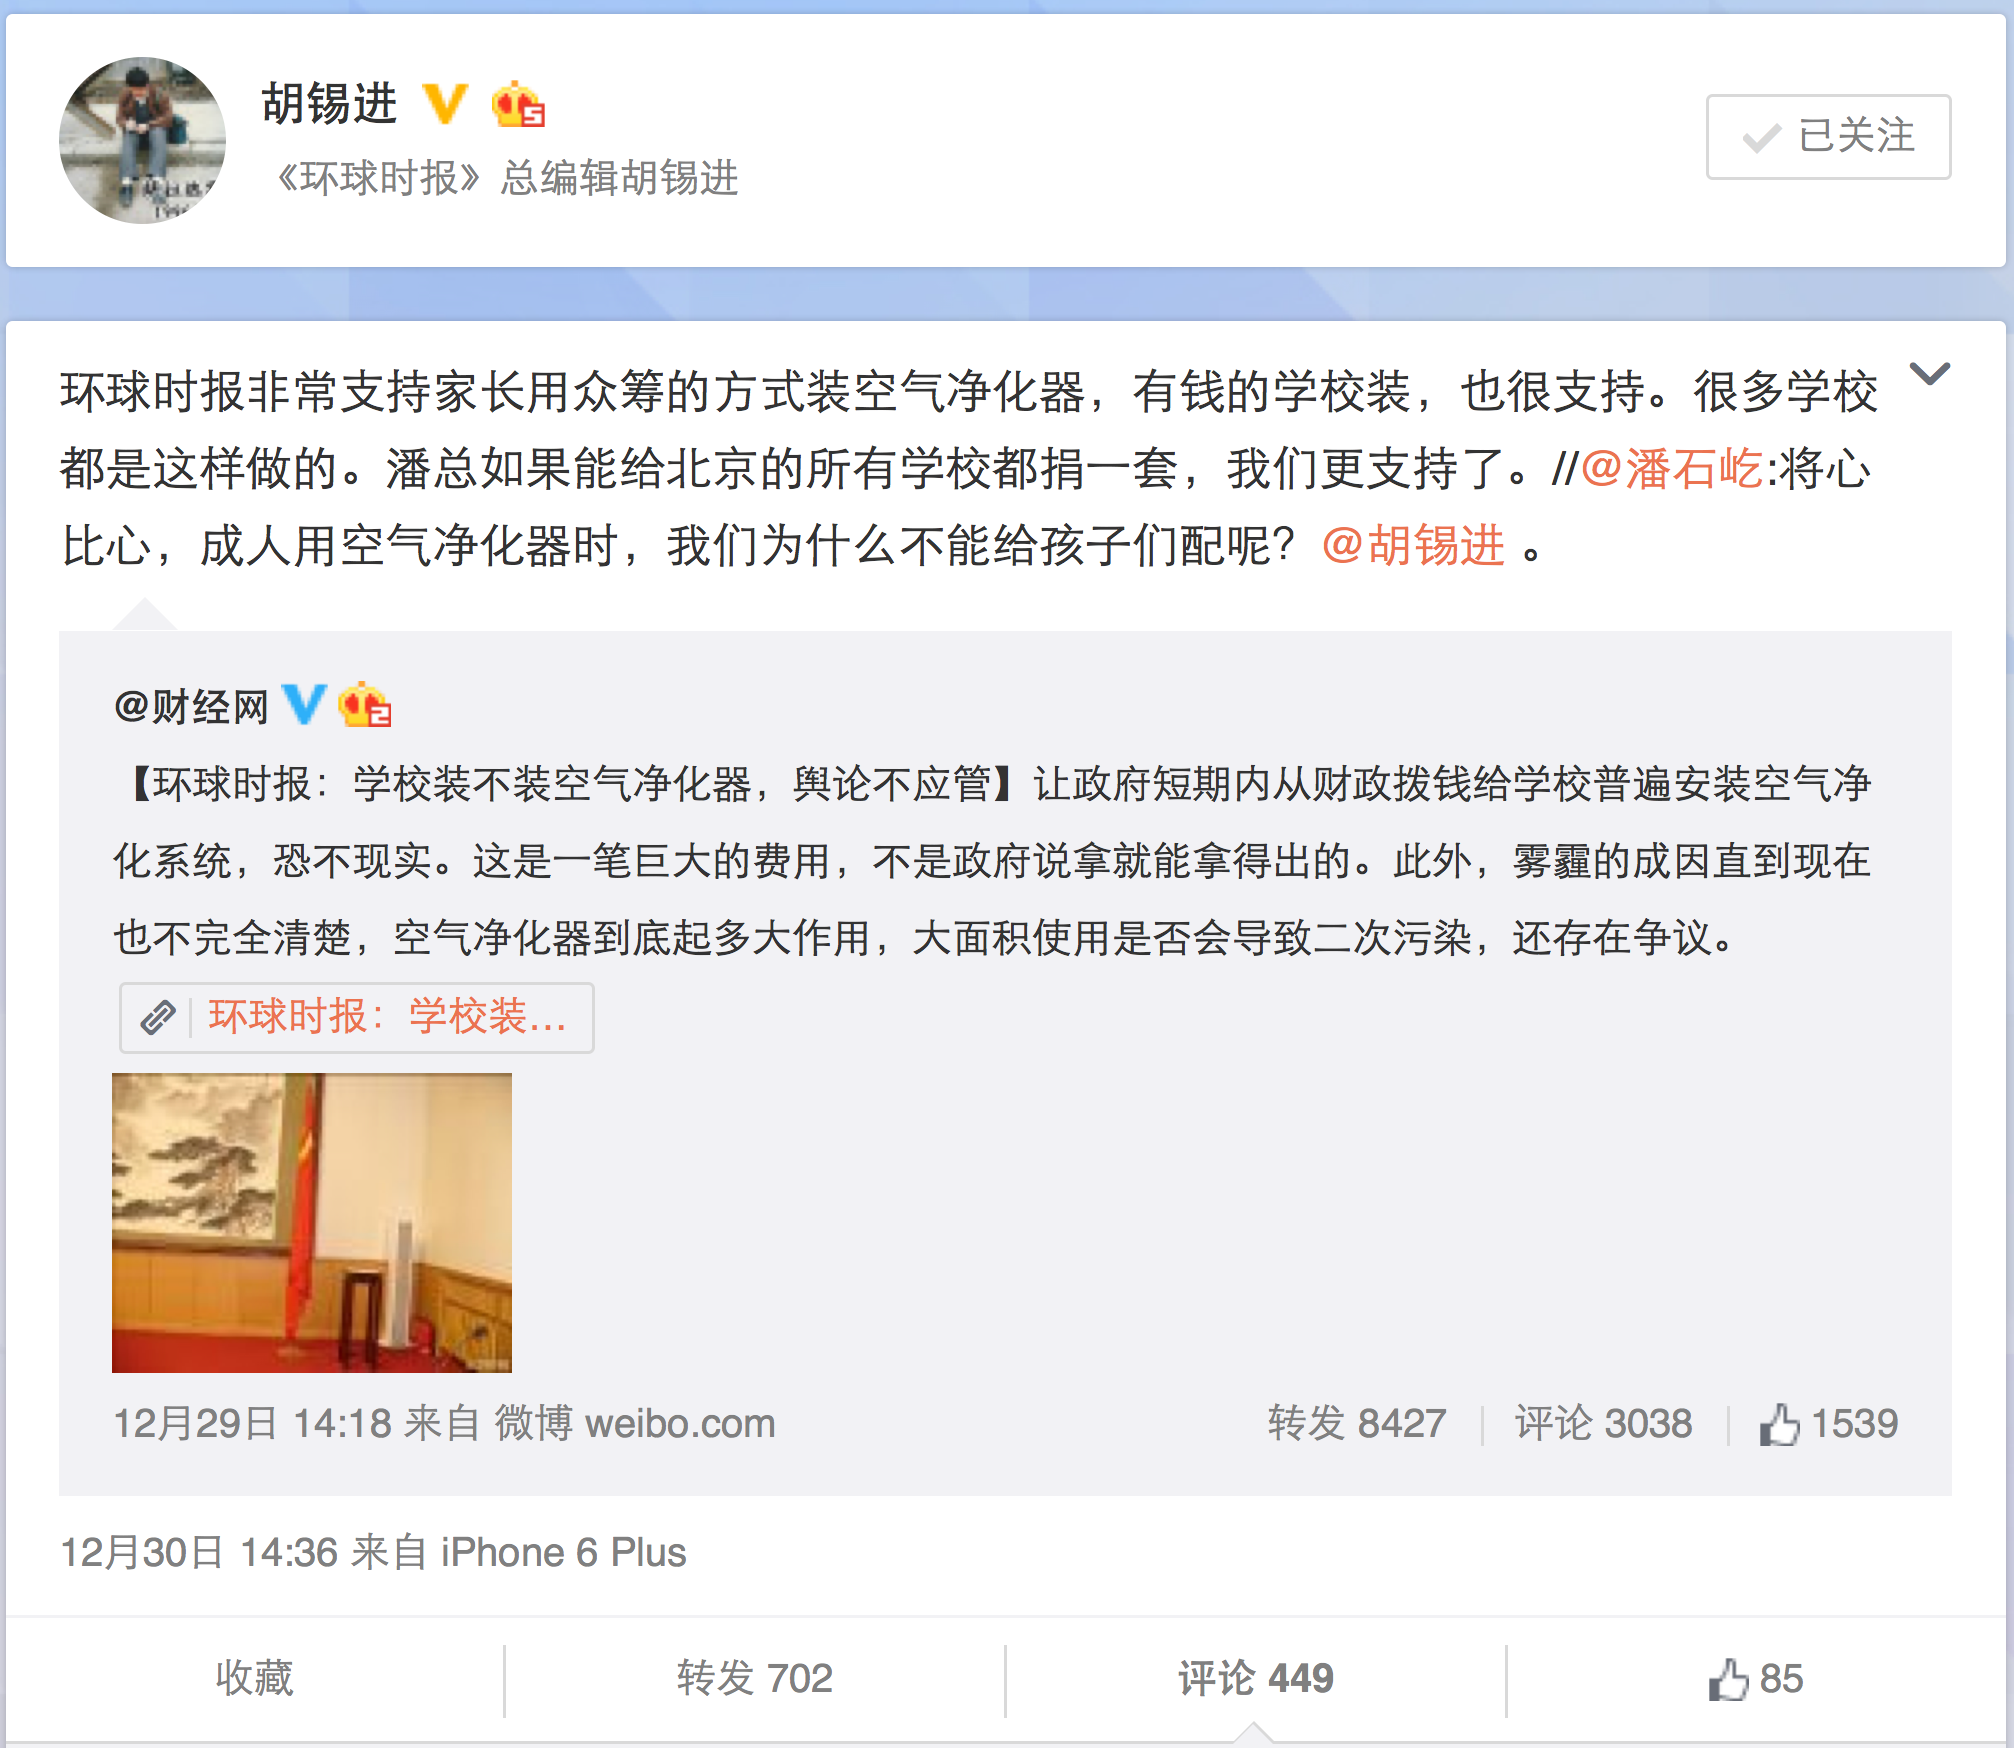 胡锡进
5
《环球时报》总编辑胡锡进
已关注
环球时报非常支持家长用众筹的方式装空气净化器，有钱的学校装，也很支持。很多学校
都是这样做的。潘总如果能给北京的所有学校都捐一套，我们更支持了。//@潘石屹:将心
比心，成人用空气净化器时，我们为什么不能给孩子们配呢？@胡锡进 。
@财经网
2
【环球时报：学校装不装空气净化器，舆论不应管】让政府短期内从财政拨钱给学校普遍安装空气净
化系统，恐不现实。这是一笔巨大的费用，不是政府说拿就能拿得出的。此外，雾霾的成因直到现在
也不完全清楚，空气净化器到底起多大作用，大面积使用是否会导致二次污染，还存在争议。
环球时报：学校装...
12月29日 14:18 来自 微博 weibo.com
转发 8427 评论 3038 1539
12月30日 14:36 来自 iPhone 6 Plus
收藏 转发 702 评论 449 85